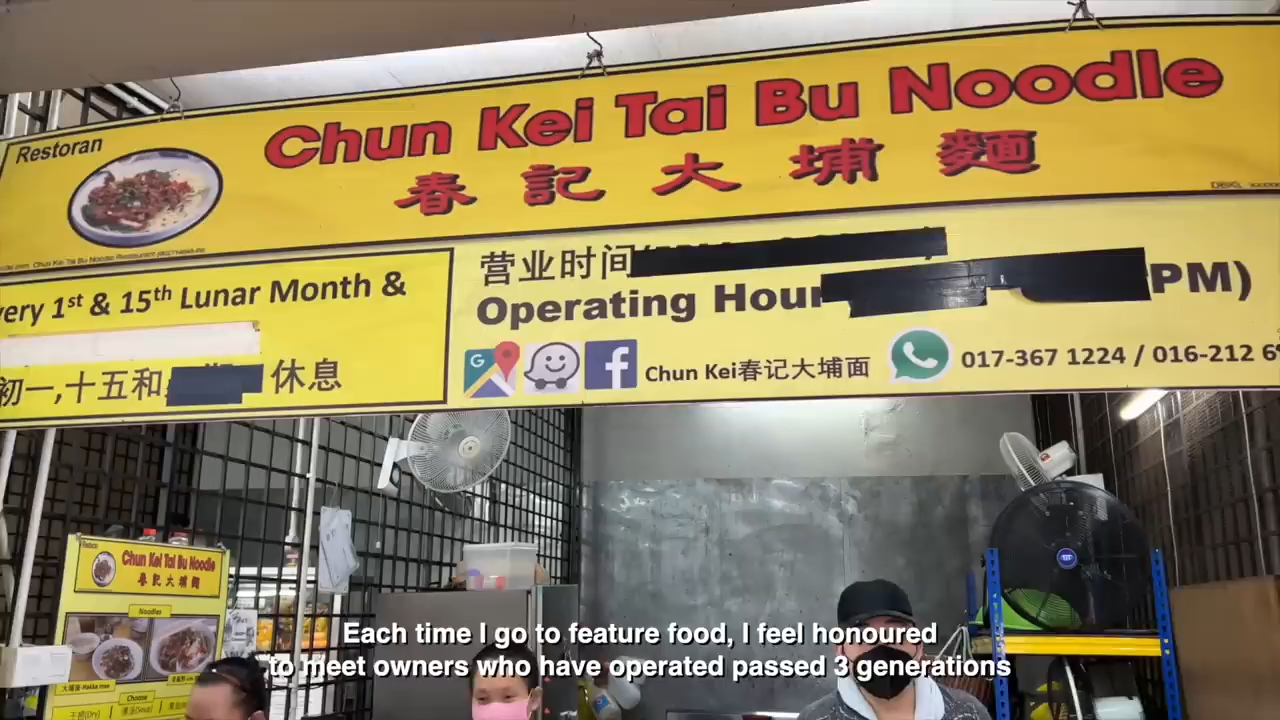 Restoran
Chun Kei Tai Bu Noodle
春記大埔麵
1st & 15th Lunar Month &
初一,十五和 休息
营业时间
Operating Hour PM)
Chun Kei春记大埔面
017-367 1224 / 016-212 6
Restoran
Chun Kei Tai Bu Noodle
春記大埔麵
Noodles
Choose
Each time I go to feature food, I feel honoured
to meet owners who have operated passed 3 generations